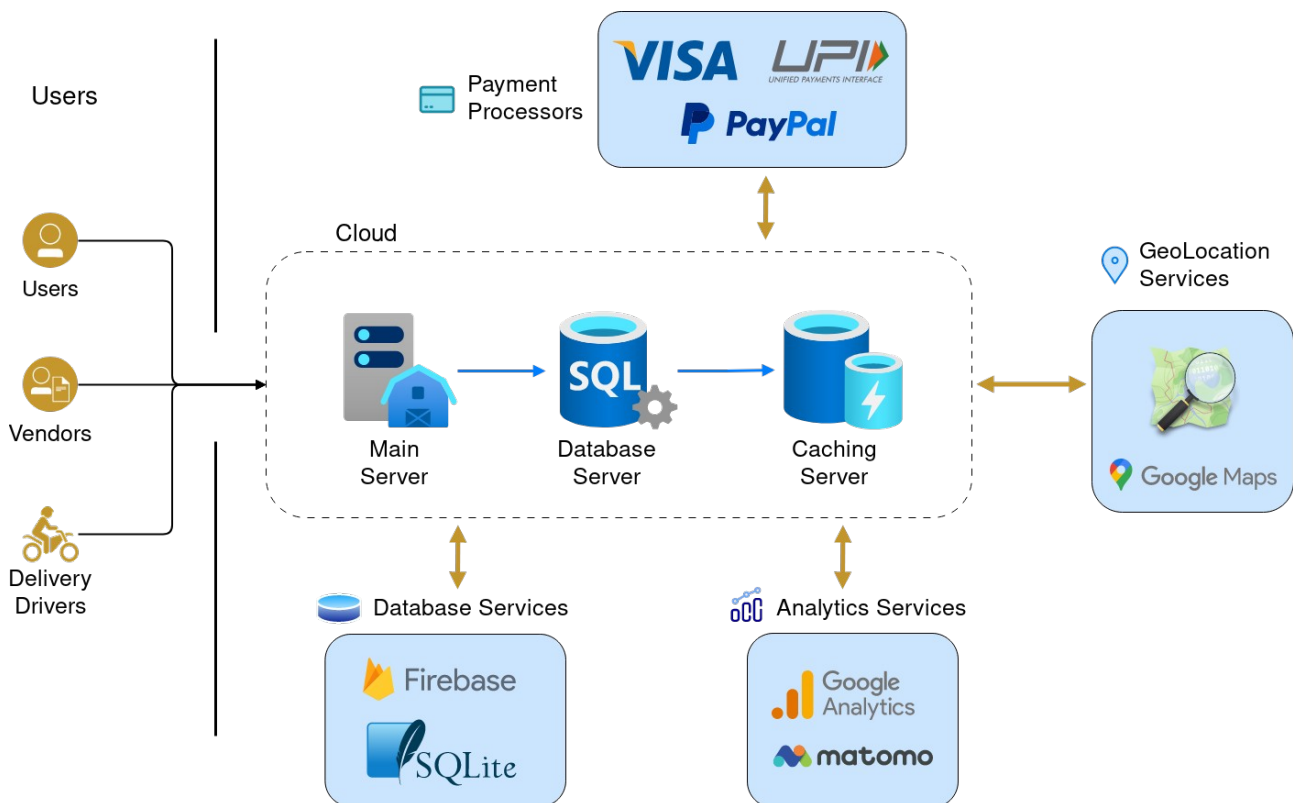 VISA
UPI
UNIFIED PAYMENTS INTERFACE
PayPal
Payment
Processors
Users
Cloud
GeoLocation
Services
Users
SQL
Vendors
Main
Server
Database
Server
Caching
Server
Google Maps
Delivery
Drivers
Database Services
Analytics Services
Firebase
SQLite
Google
Analytics
matomo